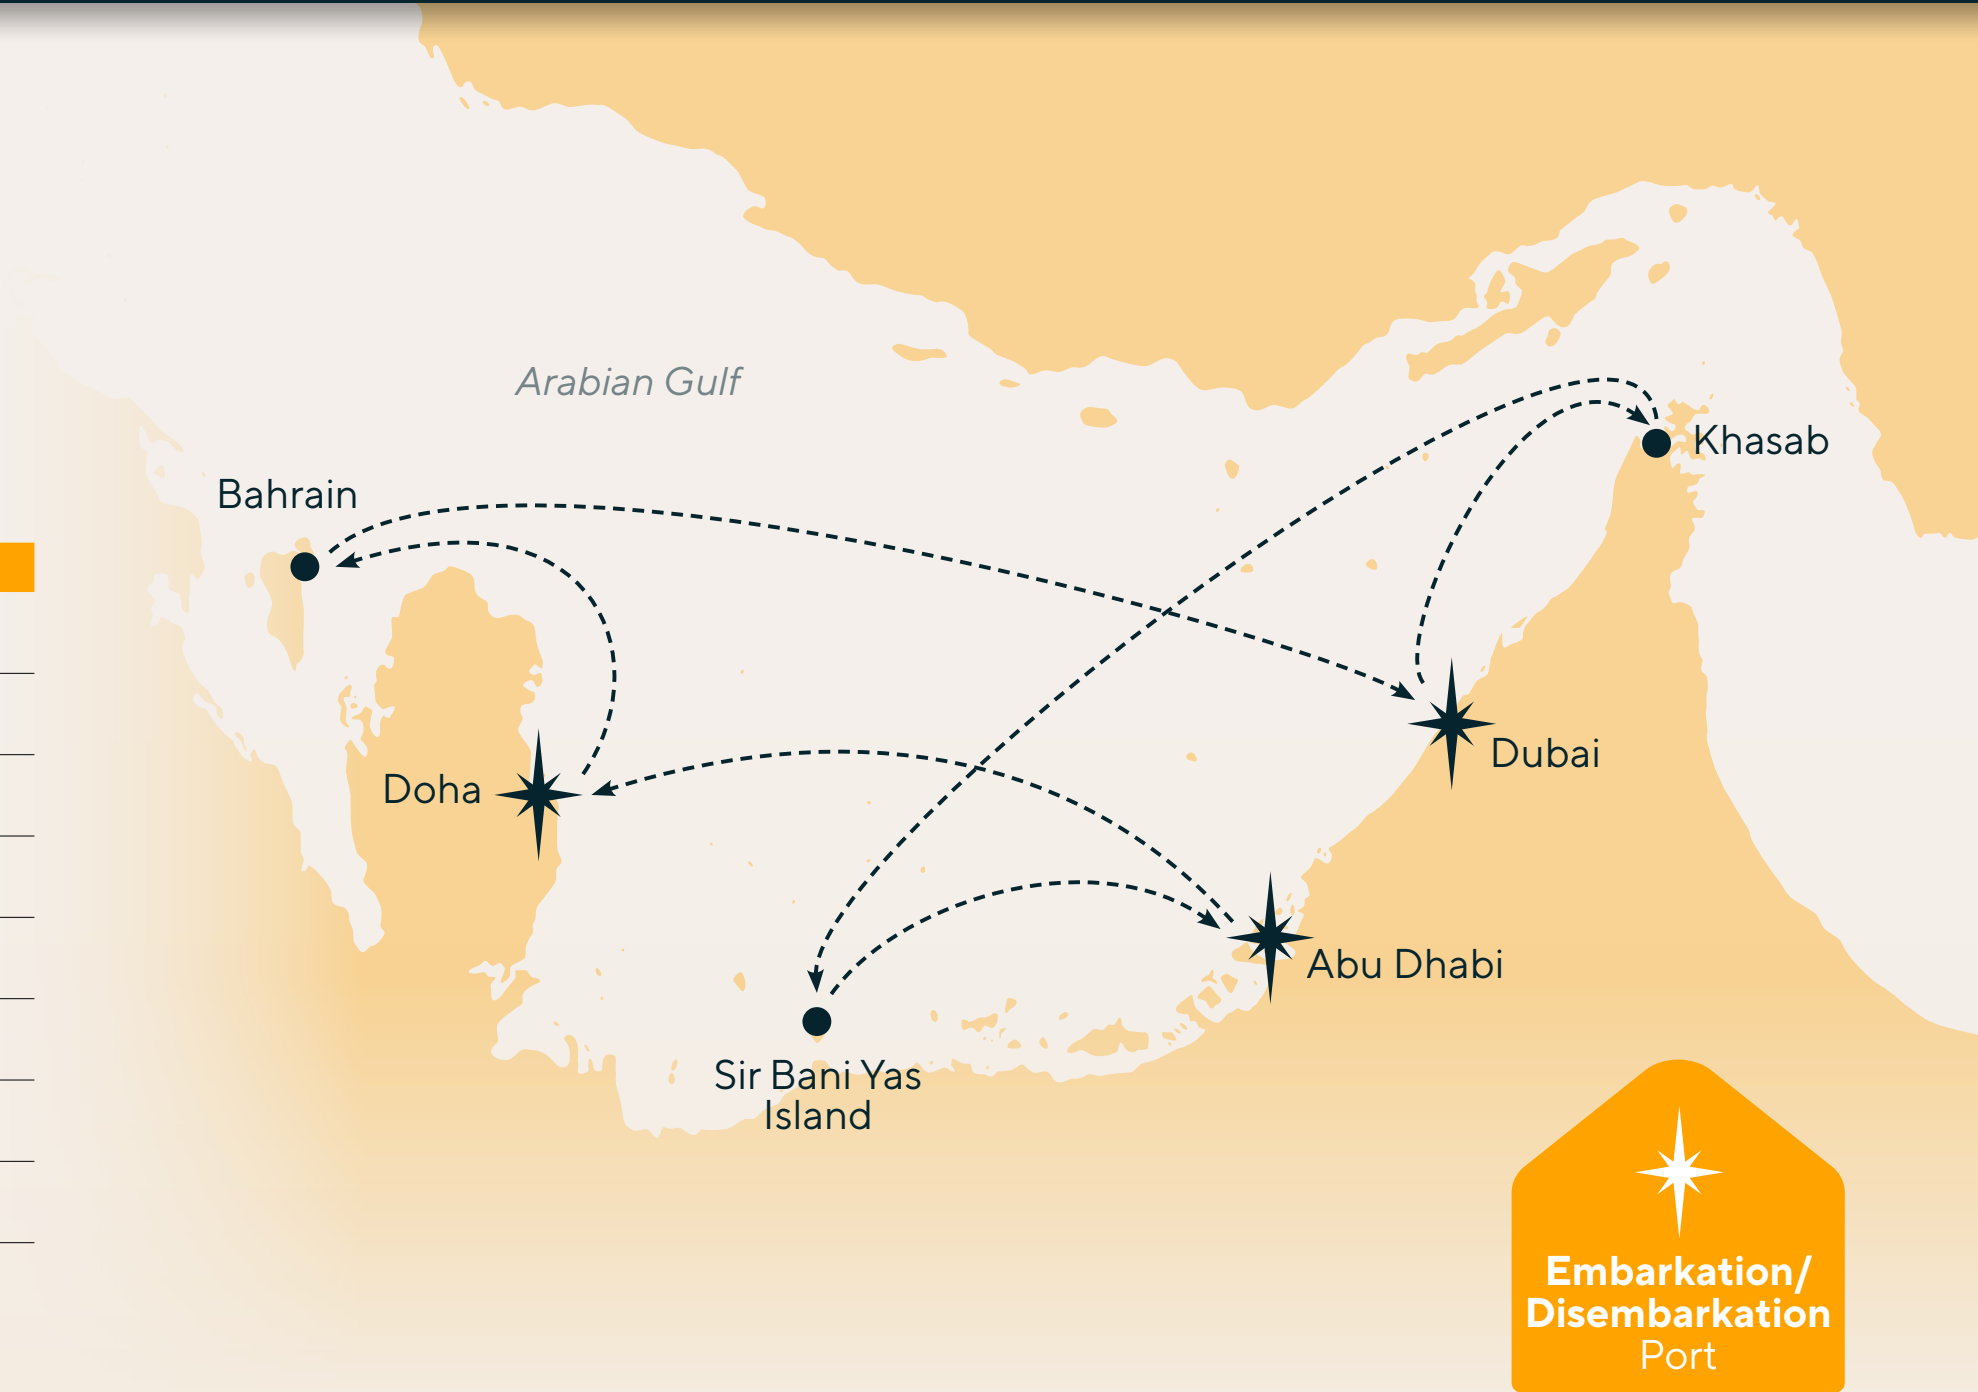 Arabian Gulf
Khasab
Bahrain
Dubai
Doha
Abu Dhabi
Sir Bani Yas
Island
Embarkation/
Disembarkation
Port